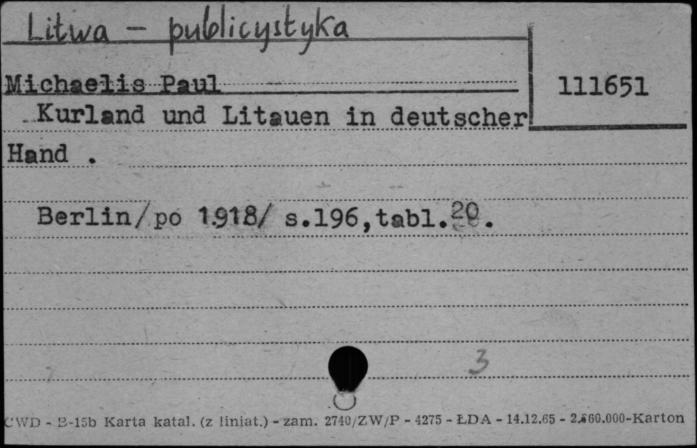 Litwa - publicystyka
Michaelis Paul
111651
Kurland und Litauen in deutscher
Hand .
Berlin/po 1918/ s.196,tabl.20.
3
CWD - B-15b Karta katal. (z liniat.) - zam. 2740/ZW/P - 4275 - ŁDA - 14.12.65 - 2.560.000-Karton